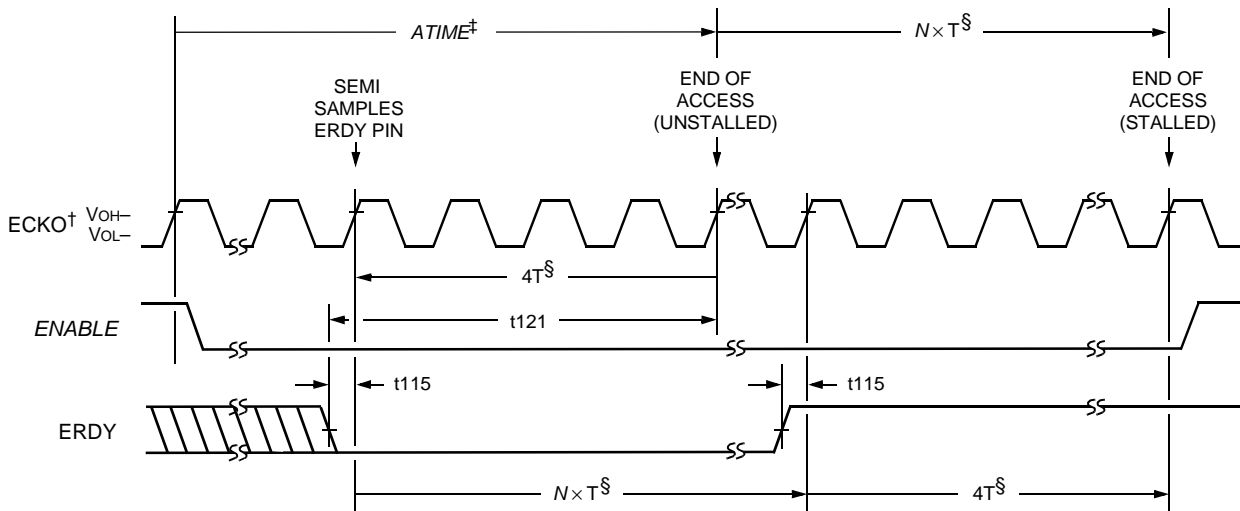 ATIME‡
N × T§
SEMI
SAMPLES
ERDY PIN
END OF
ACCESS
(UNSTALLED)
END OF
ACCESS
(STALLED)
ECKO†
VOH–
VOL–
4T§
ENABLE
t121
t115
t115
ERDY
N × T§
4T§